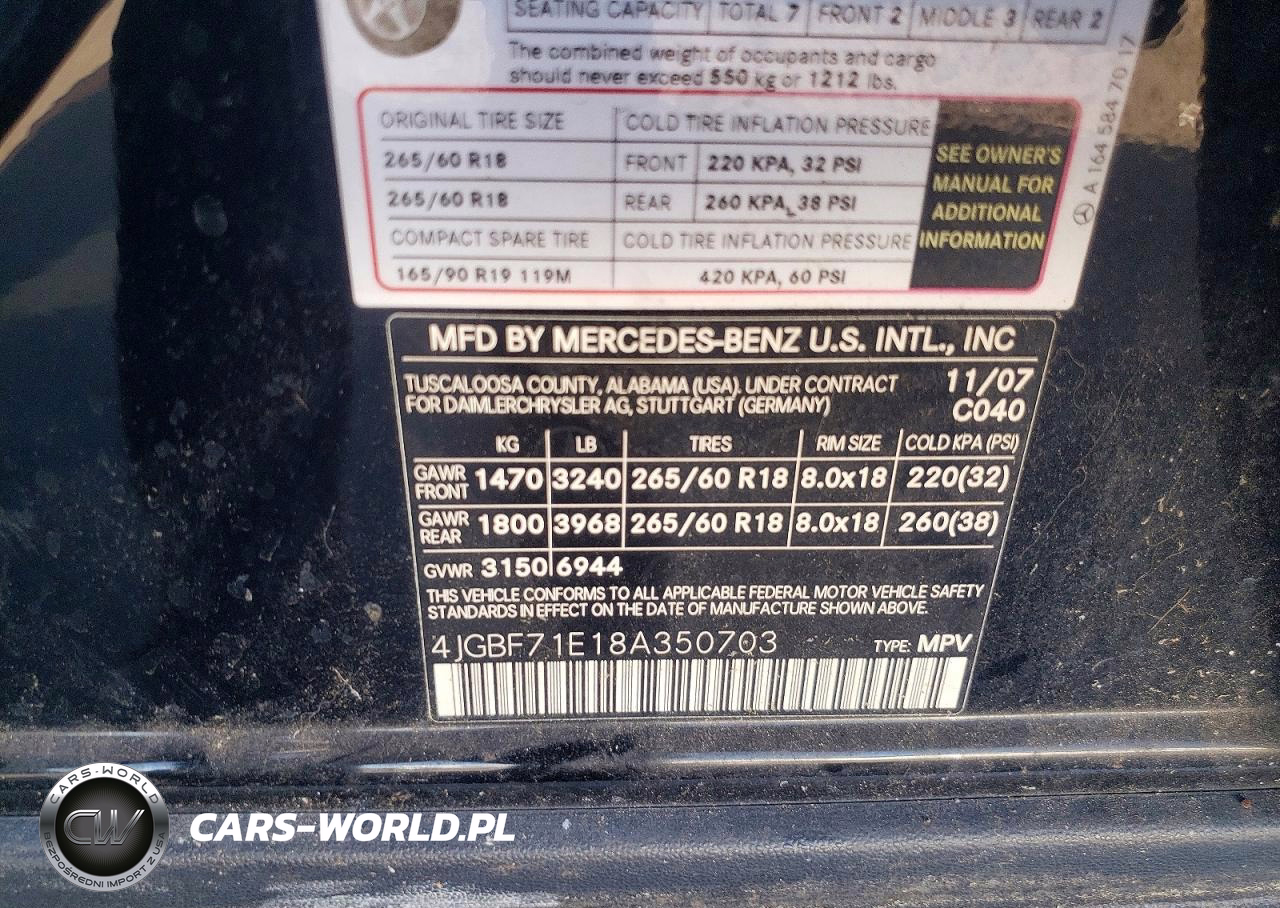 SEATING CAPACITY TOTAL 7 FRONT 2 MIDDLE 3 REAR 2
The combined weight of occupants and cargo
should never exceed 550 kg or 1212 lbs.
ORIGINAL TIRE SIZE COLD TIRE INFLATION PRESSURE
265/60 R18 FRONT 220 KPA, 32 PSI
265/60 R18 REAR 260 KPA, 38 PSI
COMPACT SPARE TIRE COLD TIRE INFLATION PRESSURE
165/90 R19 119M 420 KPA, 60 PSI
SEE OWNER'S
MANUAL FOR
ADDITIONAL
INFORMATION
A 164 584 70 17
MFD BY MERCEDES-BENZ U.S. INTL., INC
TUSCALOOSA COUNTY, ALABAMA (USA). UNDER CONTRACT 11/07
FOR DAIMLERCHRYSLER AG, STUTTGART (GERMANY) C040
KG LB TIRES RIM SIZE COLD KPA (PSI)
GAWR FRONT 1470 3240 265/60 R18 8.0x18 220(32)
GAWR REAR 1800 3968 265/60 R18 8.0x18 260(38)
GVWR 3150 6944
THIS VEHICLE CONFORMS TO ALL APPLICABLE FEDERAL MOTOR VEHICLE SAFETY
STANDARDS IN EFFECT ON THE DATE OF MANUFACTURE SHOWN ABOVE.
4JGBF71E18A350703 TYPE: MPV
CARS-WORLD
CW
BEZPOŚREDNI IMPORT Z USA
CARS-WORLD.PL